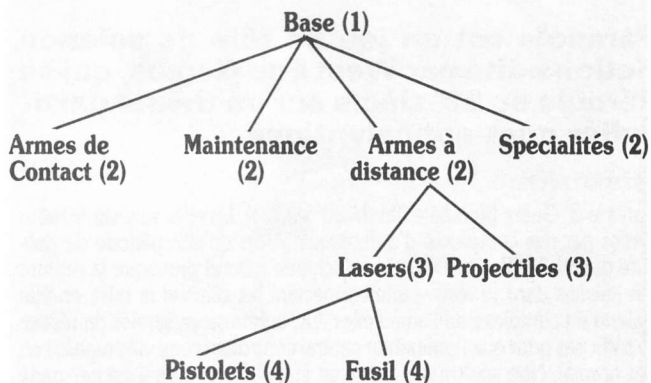 Base (1)
Armes de
Contact (2)
Maintenance
(2)
Armes à
distance (2)
Spécialités (2)
Lasers(3)
Projectiles (3)
Pistolets (4)
Fusil (4)